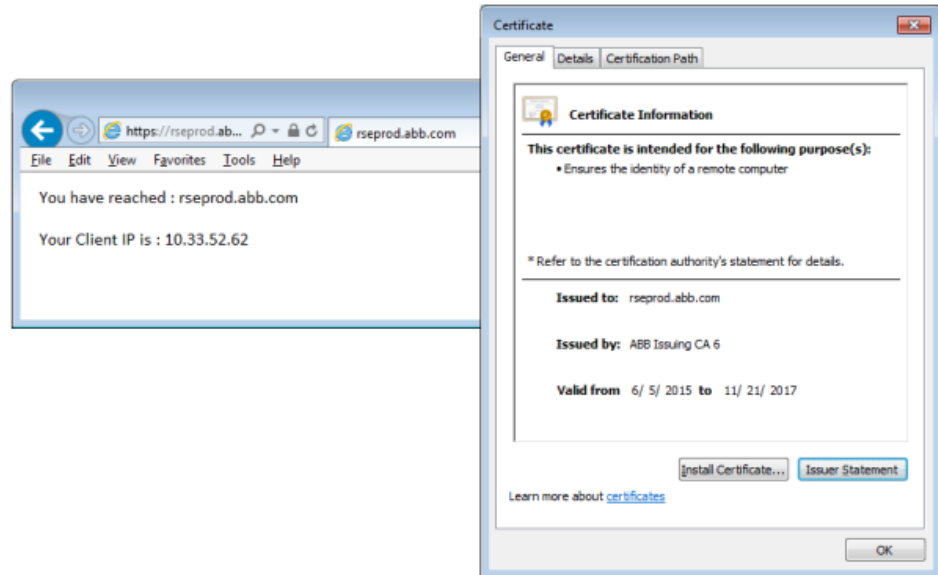 https://rseprod.ab...
rseprod.abb.com
File Edit View Favorites Tools Help
You have reached : rseprod.abb.com
Your Client IP is : 10.33.52.62
Certificate
General Details Certification Path
Certificate Information
This certificate is intended for the following purpose(s):
• Ensures the identity of a remote computer
* Refer to the certification authority's statement for details.
Issued to: rseprod.abb.com
Issued by: ABB Issuing CA 6
Valid from 6/ 5/ 2015 to 11/ 21/ 2017
Install Certificate... Issuer Statement
Learn more about certificates
OK